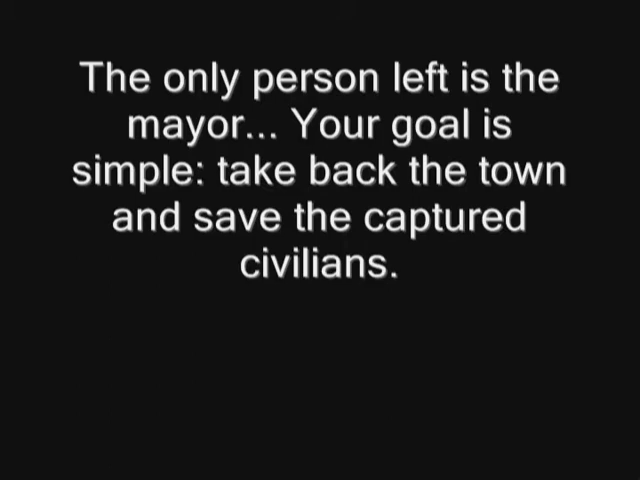 The only person left is the
mayor... Your goal is
simple: take back the town
and save the captured
civilians.